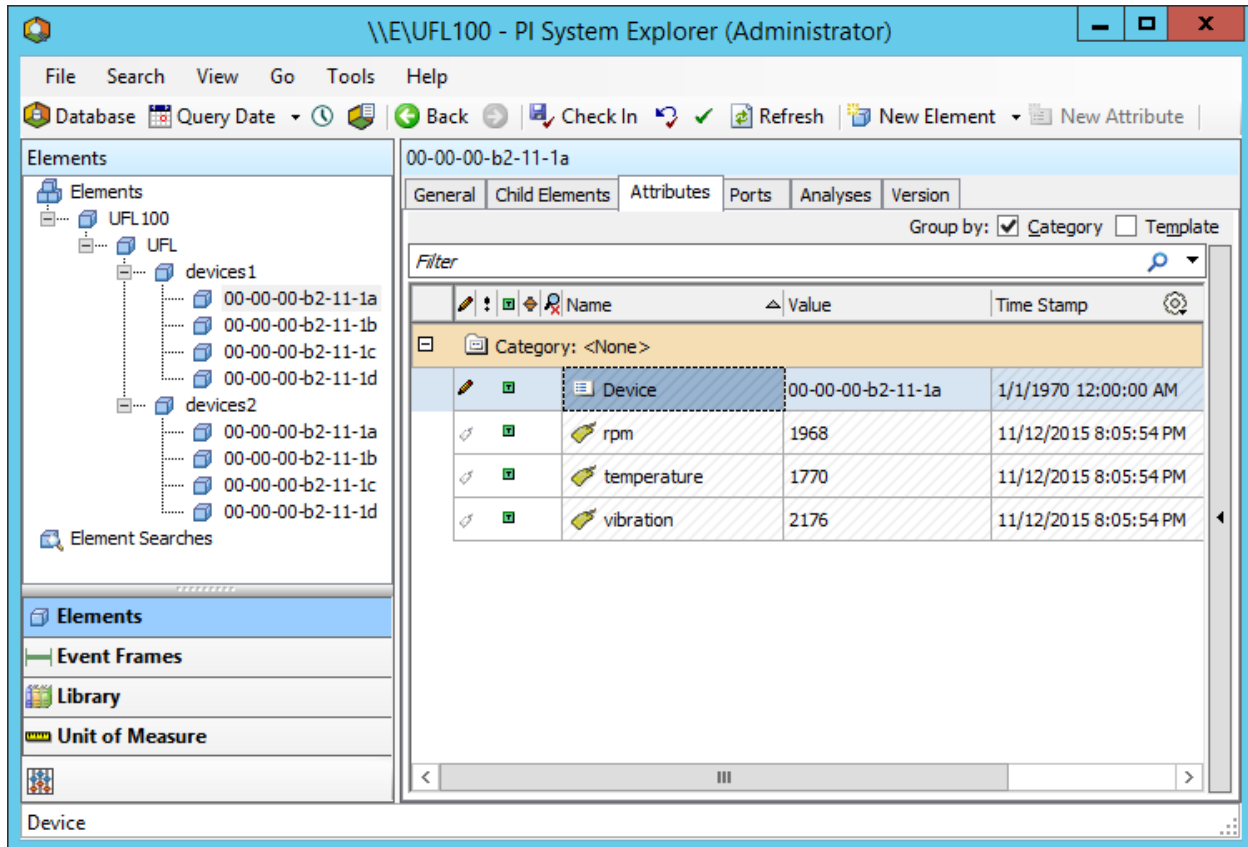 \\E\UFL100 - PI System Explorer (Administrator)
File Search View Go Tools Help
Database Query Date Back Check In Refresh New Element New Attribute
Elements
Elements
UFL100
UFL
devices1
00-00-00-b2-11-1a
00-00-00-b2-11-1b
00-00-00-b2-11-1c
00-00-00-b2-11-1d
devices2
00-00-00-b2-11-1a
00-00-00-b2-11-1b
00-00-00-b2-11-1c
00-00-00-b2-11-1d
Element Searches
Elements
Event Frames
Library
Unit of Measure
00-00-00-b2-11-1a
General Child Elements Attributes Ports Analyses Version
Group by: Category Template
Filter
Name Value Time Stamp
Category: <None>
Device 00-00-00-b2-11-1a 1/1/1970 12:00:00 AM
rpm 1968 11/12/2015 8:05:54 PM
temperature 1770 11/12/2015 8:05:54 PM
vibration 2176 11/12/2015 8:05:54 PM
Device